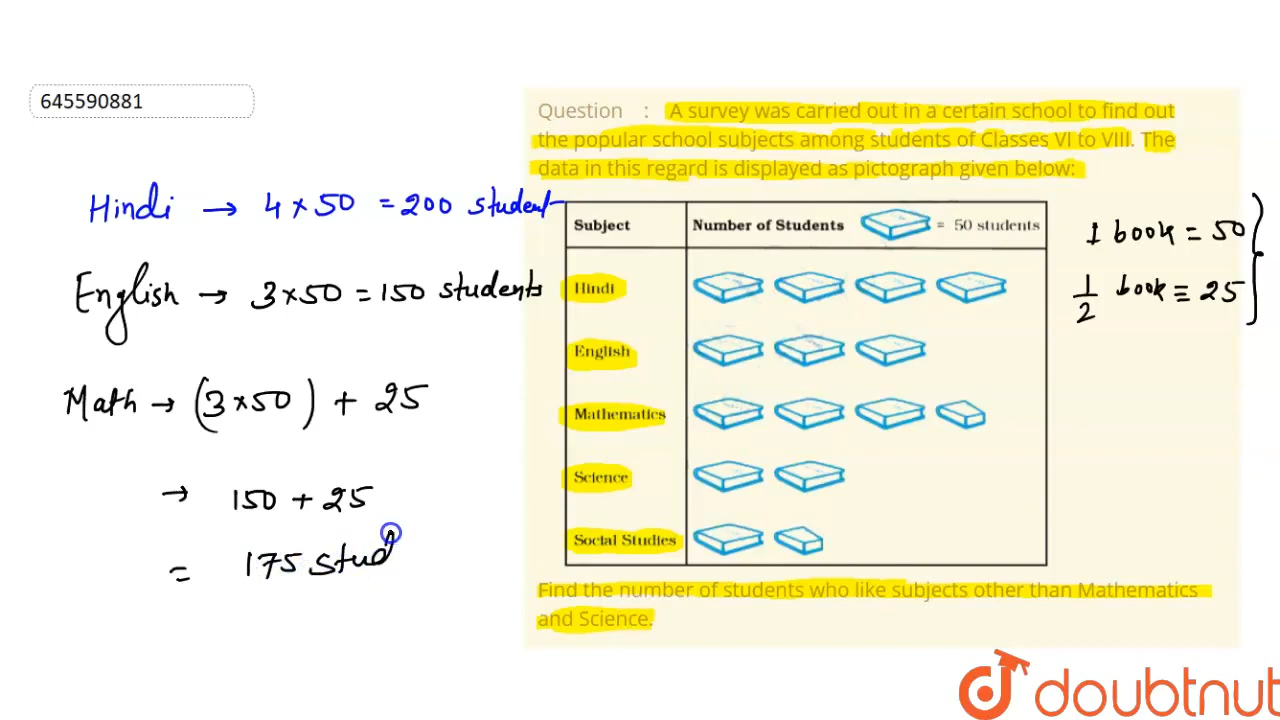 645590881
Question : A survey was carried out in a certain school to find out
the popular school subjects among students of Classes VI to VIII. The
data in this regard is displayed as pictograph given below:
Subject Number of Students = 50 students
Hindi
English
Mathematics
Science
Social Studies
Find the number of students who like subjects other than Mathematics
and Science.
Hindi → 4 × 50 = 200 student
English → 3 × 50 = 150 students
Math → (3 × 50) + 25
→ 150 + 25
= 175 stud
1 book = 50
1/2 book ≡ 25
doubtnut